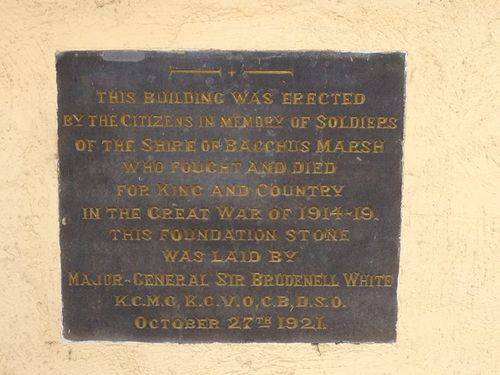 THIS BUILDING WAS ERECTED
BY THE CITIZENS IN MEMORY OF SOLDIERS
OF THE SHIRE OF BACCHUS MARSH
WHO FOUGHT AND DIED
FOR KING AND COUNTRY
IN THE GREAT WAR OF 1914-19.
THIS FOUNDATION STONE
WAS LAID BY
MAJOR-GENERAL SIR BRUDENELL WHITE
K.C.M.G, K.C.V.O, C.B, D.S.O.
OCTOBER 27TH 1921.